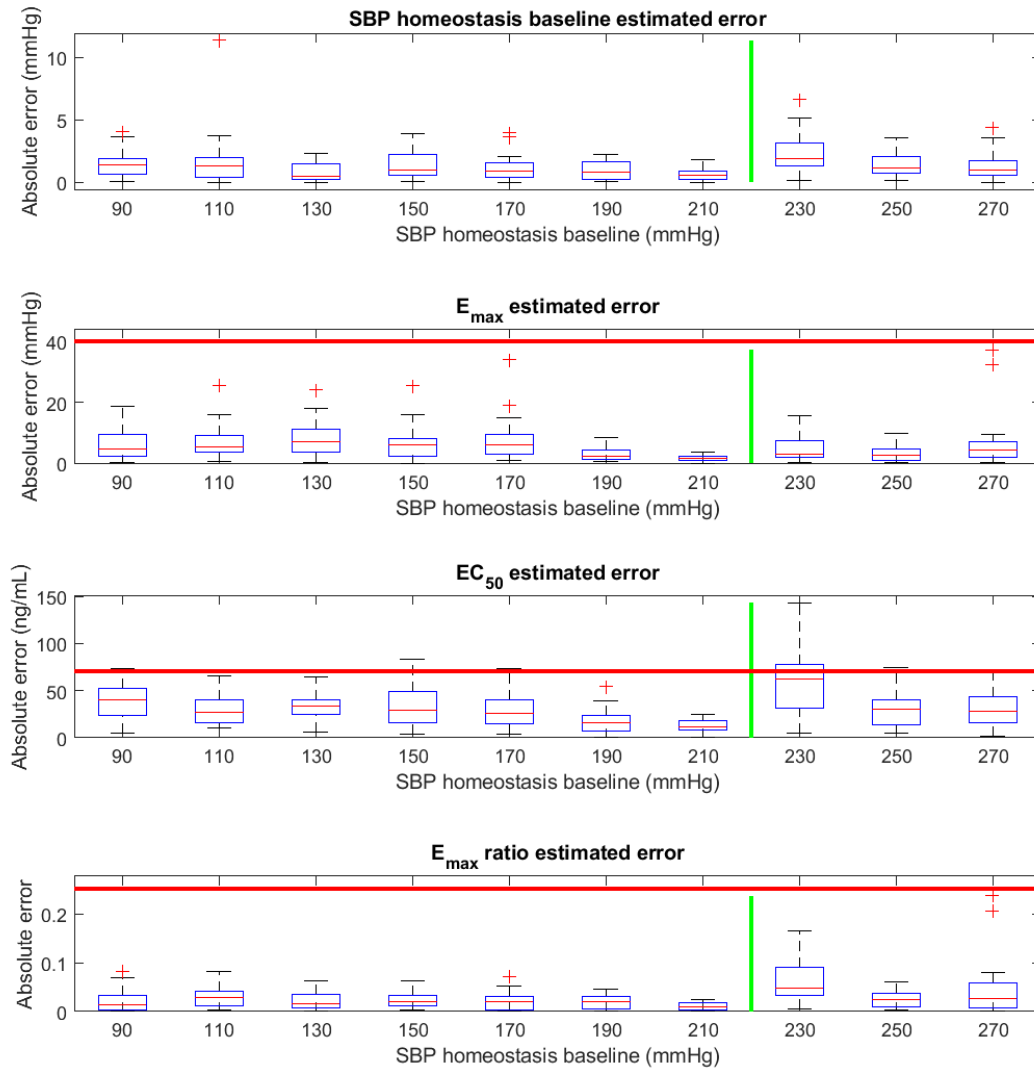 SBP homeostasis baseline estimated error
Absolute error (mmHg)
10
5
0
90 110 130 150 170 190 210 230 250 270
SBP homeostasis baseline (mmHg)
E_max estimated error
Absolute error (mmHg)
40
20
0
90 110 130 150 170 190 210 230 250 270
SBP homeostasis baseline (mmHg)
EC_50 estimated error
Absolute error (ng/mL)
150
100
50
0
90 110 130 150 170 190 210 230 250 270
SBP homeostasis baseline (mmHg)
E_max ratio estimated error
Absolute error
0.2
0.1
0
90 110 130 150 170 190 210 230 250 270
SBP homeostasis baseline (mmHg)